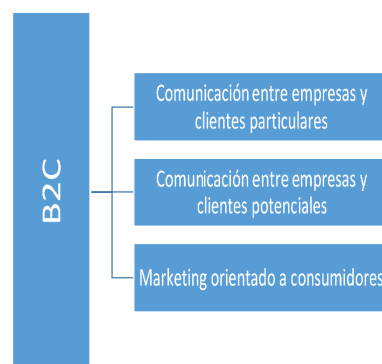 B2C
Comunicación entre empresas y
clientes particulares
Comunicación entre empresas y
clientes potenciales
Marketing orientado a consumidores